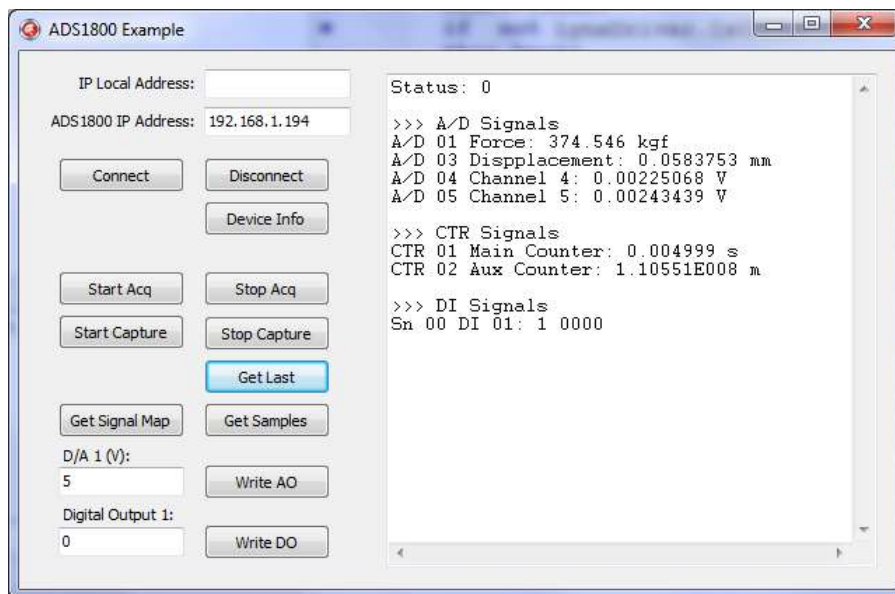 ADS1800 Example
IP Local Address:
ADS1800 IP Address: 192.168.1.194
Connect Disconnect
Device Info
Start Acq Stop Acq
Start Capture Stop Capture
Get Last
Get Signal Map Get Samples
D/A 1 (V):
5 Write AO
Digital Output 1:
0 Write DO
Status: 0
>>> A/D Signals
A/D 01 Force: 374.546 kgf
A/D 03 Dispplacement: 0.0583753 mm
A/D 04 Channel 4: 0.00225068 V
A/D 05 Channel 5: 0.00243439 V
>>> CTR Signals
CTR 01 Main Counter: 0.004999 s
CTR 02 Aux Counter: 1.10551E008 m
>>> DI Signals
Sn 00 DI 01: 1 0000